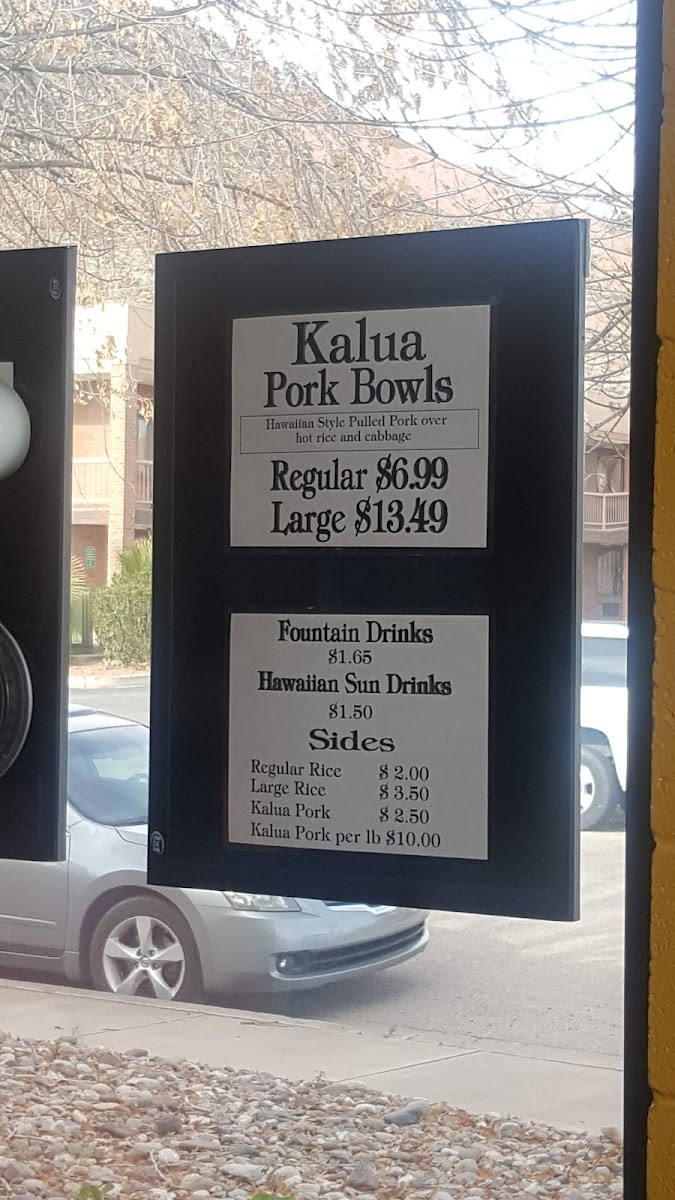 Kalua
Pork Bowls
Hawaiian Style Pulled Pork over
hot rice and cabbage
Regular $6.99
Large $13.49
Fountain Drinks
$1.65
Hawaiian Sun Drinks
$1.50
Sides
Regular Rice $ 2.00
Large Rice $ 3.50
Kalua Pork $ 2.50
Kalua Pork per lb $10.00